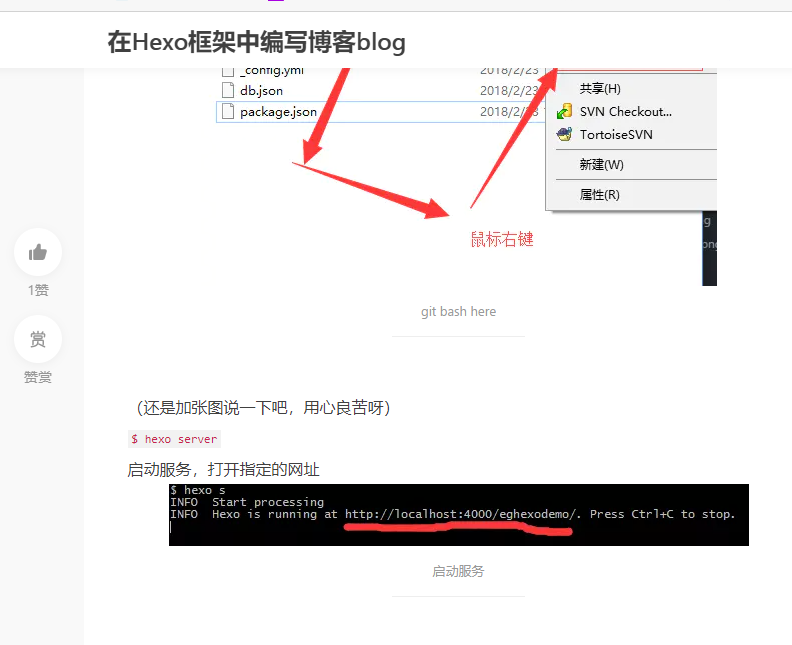 在Hexo框架中编写博客blog
_config.yml 2018/2/23
db.json 2018/2/23
package.json 2018/2/23
共享(H)
SVN Checkout...
TortoiseSVN
新建(W)
属性(R)
鼠标右键
1赞
赏
赞赏
git bash here
（还是加张图说一下吧，用心良苦呀）
$ hexo server
启动服务，打开指定的网址
$ hexo s
INFO  Start processing
INFO  Hexo is running at http://localhost:4000/eghexodemo/. Press Ctrl+C to stop.
启动服务